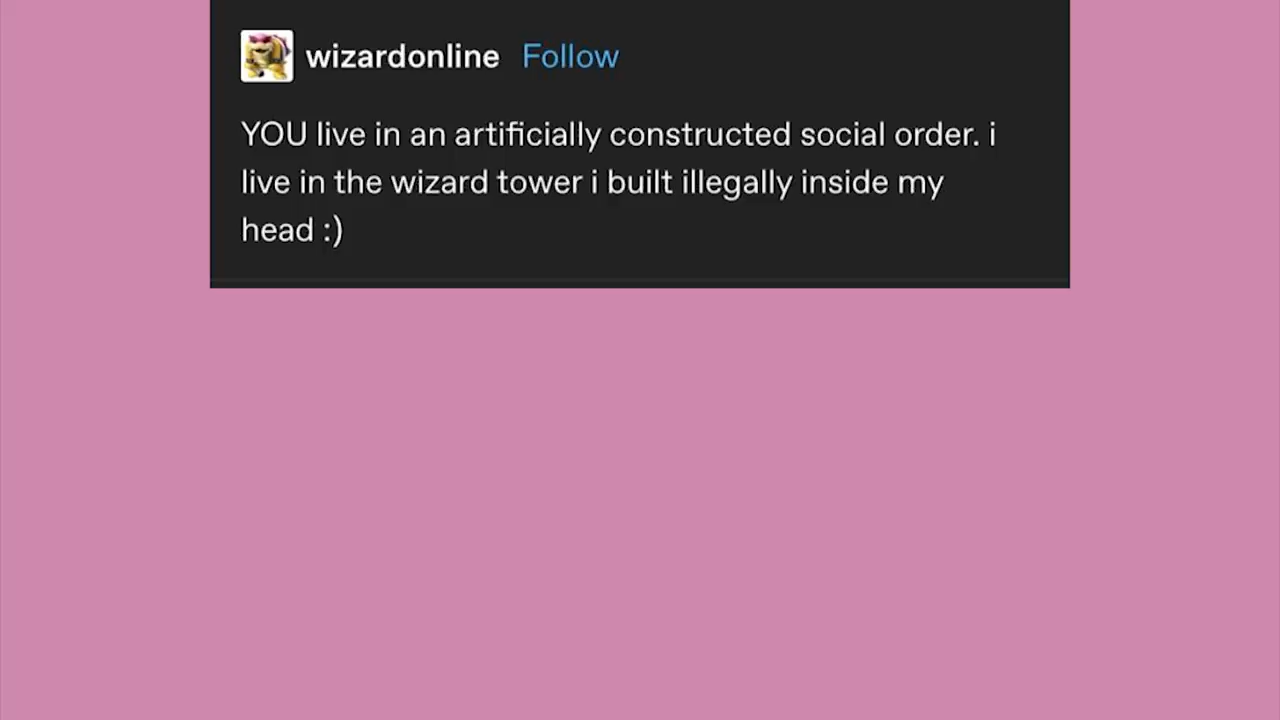 wizardonline Follow
YOU live in an artificially constructed social order. i
live in the wizard tower i built illegally inside my
head :)